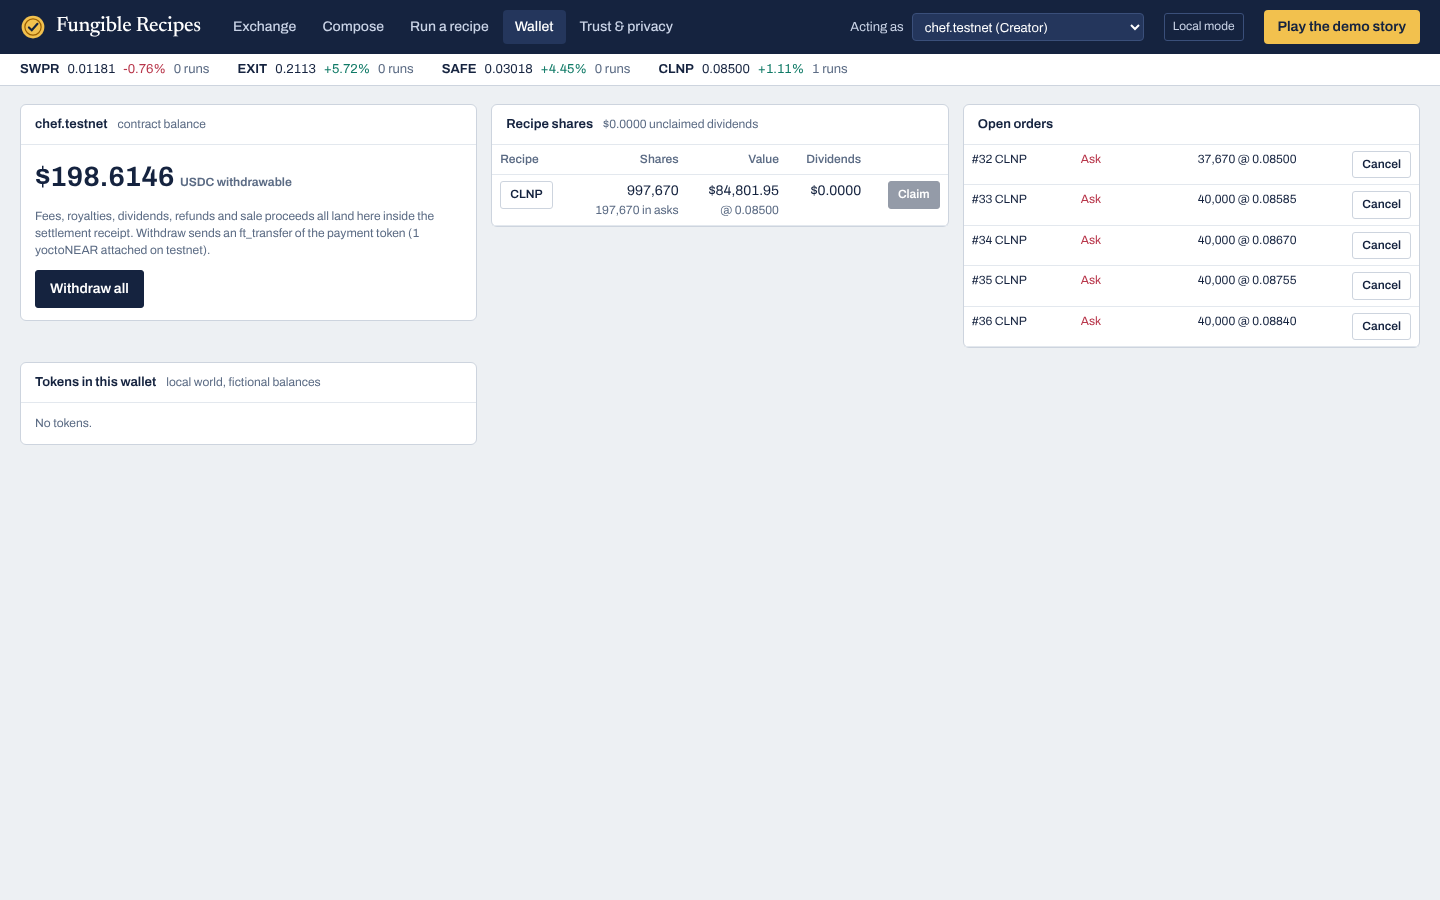 Fungible Recipes Exchange Compose Run a recipe Wallet Trust & privacy Acting as chef.testnet (Creator) Local mode Play the demo story
SWPR 0.01181 -0.76% 0 runs EXIT 0.2113 +5.72% 0 runs SAFE 0.03018 +4.45% 0 runs CLNP 0.08500 +1.11% 1 runs
chef.testnet contract balance
$198.6146 USDC withdrawable
Fees, royalties, dividends, refunds and sale proceeds all land here inside the
settlement receipt. Withdraw sends an ft_transfer of the payment token (1
yoctoNEAR attached on testnet).
Withdraw all
Recipe shares $0.0000 unclaimed dividends
Recipe Shares Value Dividends
CLNP 997,670 $84,801.95 $0.0000 Claim
197,670 in asks @ 0.08500
Open orders
#32 CLNP Ask 37,670 @ 0.08500 Cancel
#33 CLNP Ask 40,000 @ 0.08585 Cancel
#34 CLNP Ask 40,000 @ 0.08670 Cancel
#35 CLNP Ask 40,000 @ 0.08755 Cancel
#36 CLNP Ask 40,000 @ 0.08840 Cancel
Tokens in this wallet local world, fictional balances
No tokens.